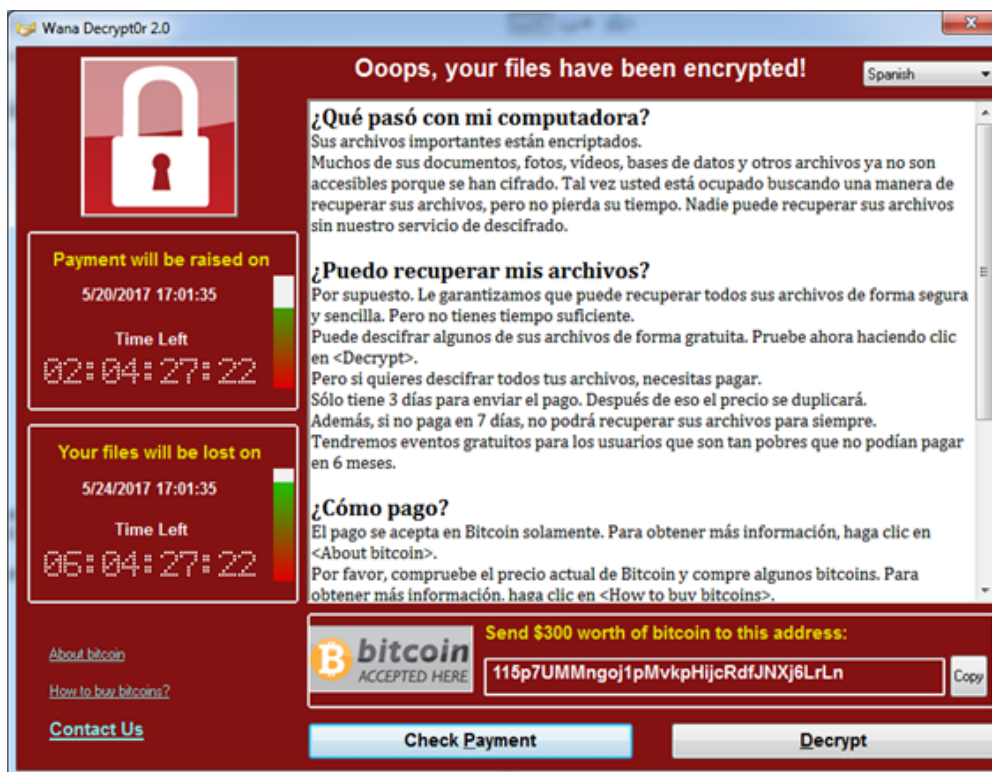 Wana Decrypt0r 2.0
Ooops, your files have been encrypted!
Spanish
¿Qué pasó con mi computadora?
Sus archivos importantes están encriptados.
Muchos de sus documentos, fotos, vídeos, bases de datos y otros archivos ya no son
accesibles porque se han cifrado. Tal vez usted está ocupado buscando una manera de
recuperar sus archivos, pero no pierda su tiempo. Nadie puede recuperar sus archivos
sin nuestro servicio de descifrado.
¿Puedo recuperar mis archivos?
Por supuesto. Le garantizamos que puede recuperar todos sus archivos de forma segura
y sencilla. Pero no tienes tiempo suficiente.
Puede descifrar algunos de sus archivos de forma gratuita. Pruebe ahora haciendo clic
en <Decrypt>.
Pero si quieres descifrar todos tus archivos, necesitas pagar.
Sólo tiene 3 días para enviar el pago. Después de eso el precio se duplicará.
Además, si no paga en 7 días, no podrá recuperar sus archivos para siempre.
Tendremos eventos gratuitos para los usuarios que son tan pobres que no podían pagar
en 6 meses.
¿Cómo pago?
El pago se acepta en Bitcoin solamente. Para obtener más información, haga clic en
<About bitcoin>.
Por favor, compruebe el precio actual de Bitcoin y compre algunos bitcoins. Para
obtener más información, haga clic en <How to buy bitcoins>.
Payment will be raised on
5/20/2017 17:01:35
Time Left
02:04:27:22
Your files will be lost on
5/24/2017 17:01:35
Time Left
06:04:27:22
About bitcoin
How to buy bitcoins?
Contact Us
bitcoin
ACCEPTED HERE
Send $300 worth of bitcoin to this address:
115p7UMMngoj1pMvkpHijcRdfJNXj6LrLn
Copy
Check Payment
Decrypt